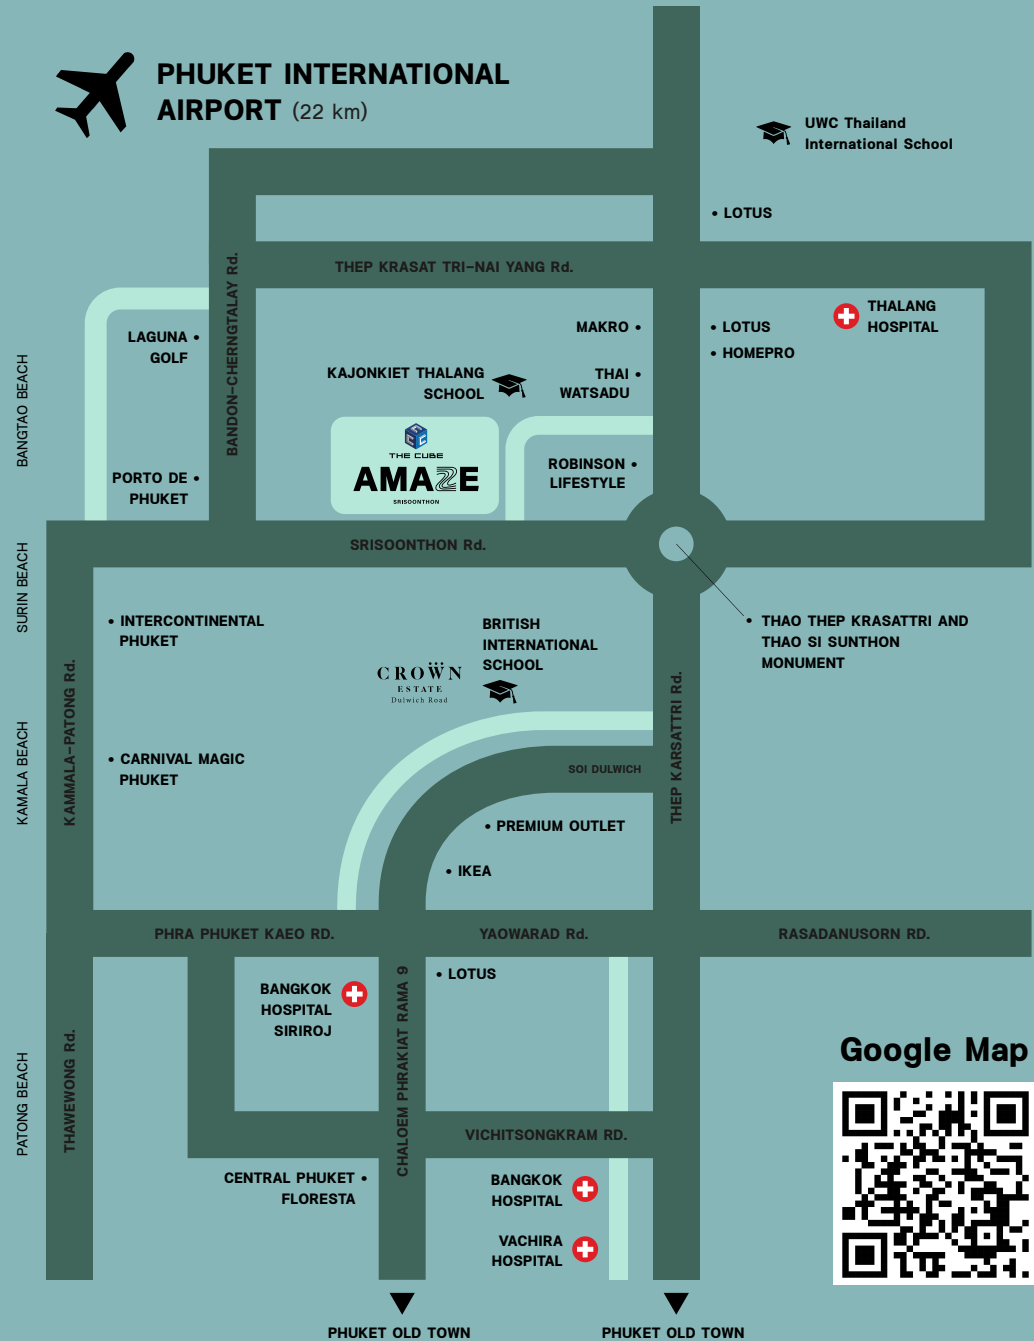 PHUKET INTERNATIONAL
AIRPORT (22 km)
UWC Thailand
International School
• LOTUS
THEP KRASAT TRI-NAI YANG Rd.
BANDON-CHERNGTALAY Rd.
LAGUNA •
GOLF
MAKRO •
• LOTUS
• HOMEPRO
THALANG
HOSPITAL
KAJONKIET THALANG
SCHOOL
THAI •
WATSADU
BANGTAO BEACH
THE CUBE
AMAZE
SRISOONTHON
ROBINSON •
LIFESTYLE
PORTO DE •
PHUKET
SRISOONTHON Rd.
SURIN BEACH
• INTERCONTINENTAL
PHUKET
BRITISH
INTERNATIONAL
SCHOOL
• THAO THEP KRASATTRI AND
THAO SI SUNTHON
MONUMENT
CROWN
ESTATE
Dulwich Road
KAMMALA-PATONG Rd.
THEP KARSATTRI Rd.
KAMALA BEACH
• CARNIVAL MAGIC
PHUKET
SOI DULWICH
• PREMIUM OUTLET
• IKEA
PHRA PHUKET KAEO RD.
YAOWARAD Rd.
RASADANUSORN RD.
• LOTUS
BANGKOK
HOSPITAL
SIRIROJ
CHALOEM PHRAKIAT RAMA 9
THAWEWONG Rd.
PATONG BEACH
Google Map
VICHITSONGKRAM RD.
CENTRAL PHUKET •
FLORESTA
BANGKOK
HOSPITAL
VACHIRA
HOSPITAL
PHUKET OLD TOWN
PHUKET OLD TOWN